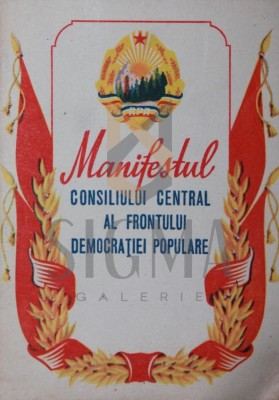 Manifestul
CONSILIULUI CENTRAL
AL FRONTULUI
DEMOCRAȚIEI POPULARE
SIGMA
GALERIE